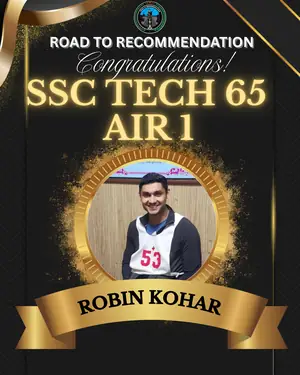 ROAD TO RECOMMENDATION
Congratulations!
SSC TECH 65
AIR 1
53
ROBIN KOHAR